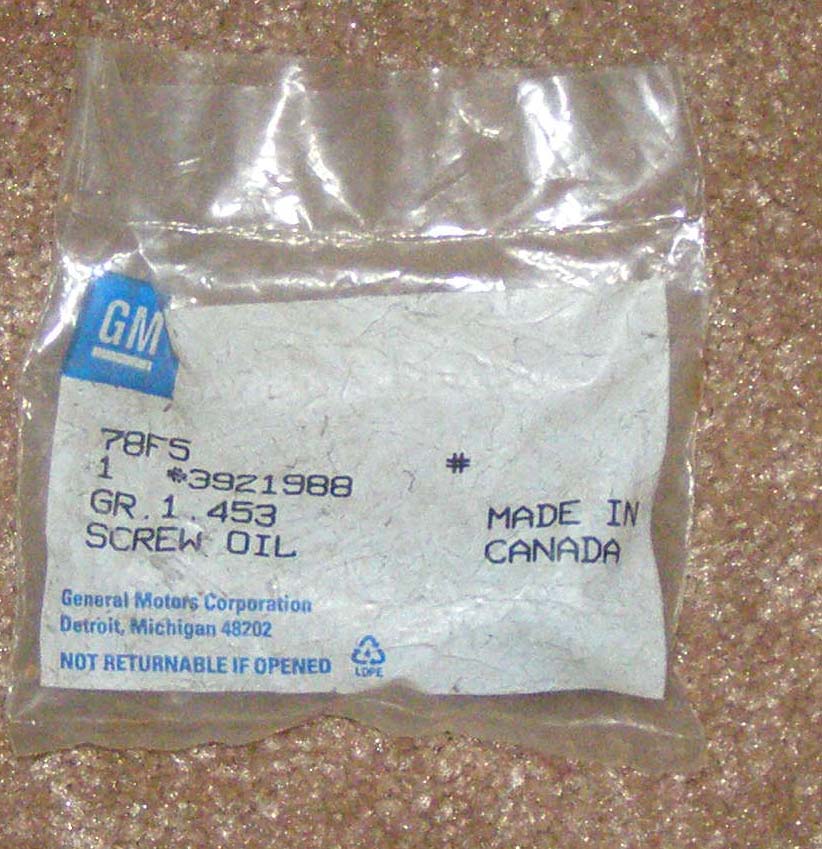 GM
78F5
1 *3921988 #
GR.1.453 MADE IN
SCREW OIL CANADA
General Motors Corporation
Detroit, Michigan 48202
NOT RETURNABLE IF OPENED
LDPE